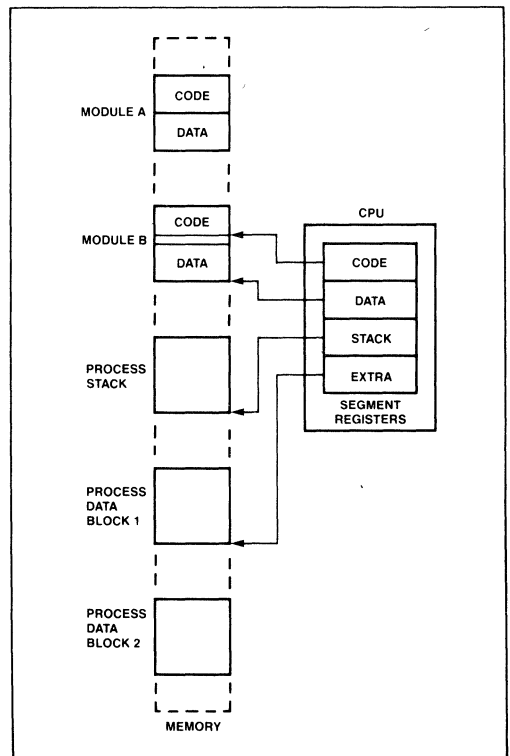 MODULE A
CODE
DATA
MODULE B
CODE
DATA
CPU
CODE
DATA
STACK
EXTRA
SEGMENT
REGISTERS
PROCESS
STACK
PROCESS
DATA
BLOCK 1
PROCESS
DATA
BLOCK 2
MEMORY